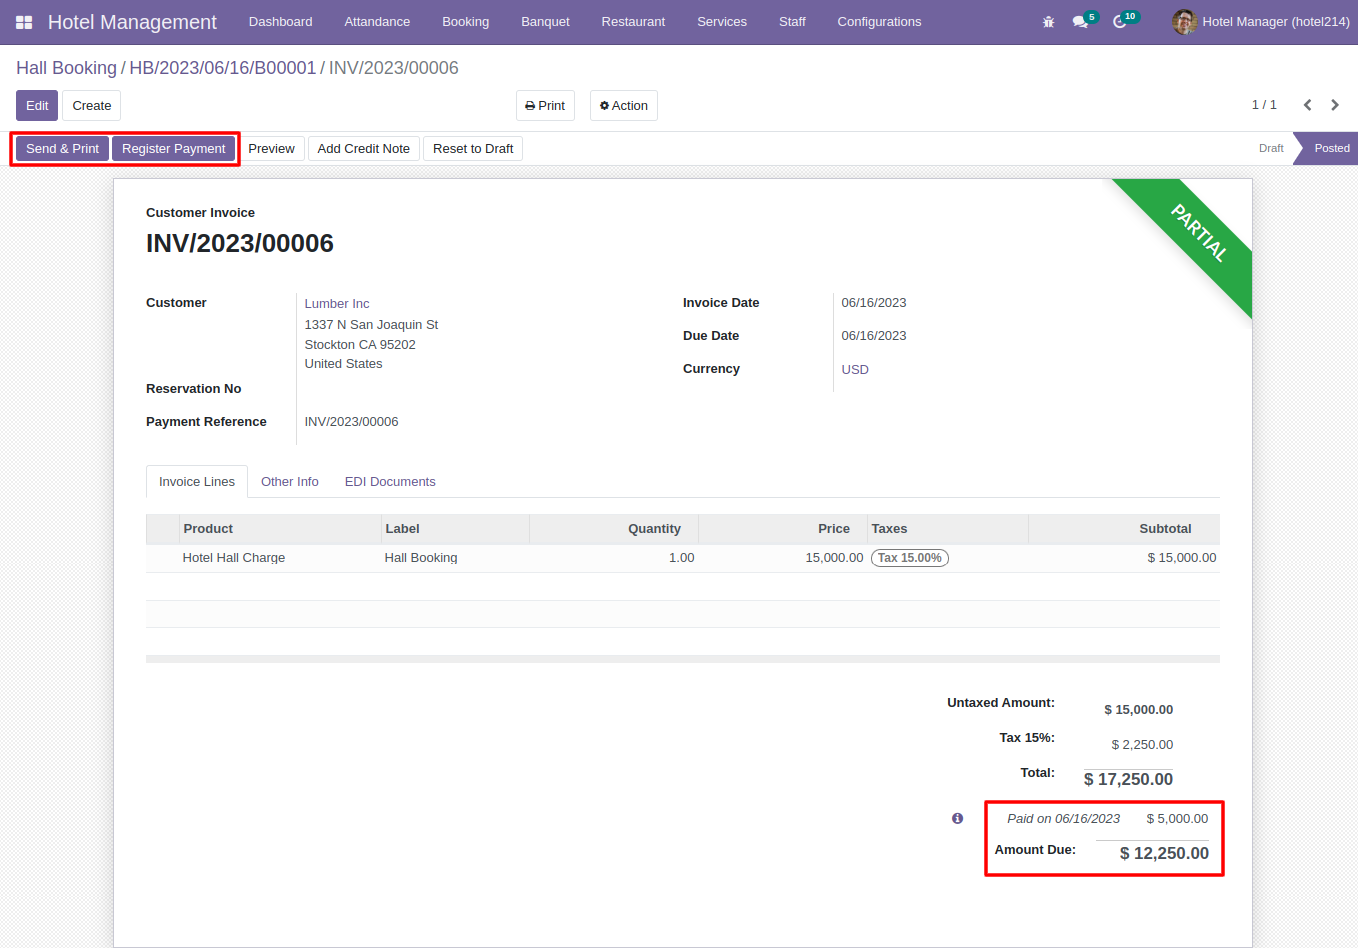 Hotel Management Dashboard Attendance Booking Banquet Restaurant Services Staff Configurations 5 10 Hotel Manager (hotel214)
Hall Booking / HB/2023/06/16/B00001 / INV/2023/00006
Edit Create Print Action 1 / 1
Send & Print Register Payment Preview Add Credit Note Reset to Draft Draft Posted
PARTIAL
Customer Invoice
INV/2023/00006
Customer Lumber Inc Invoice Date 06/16/2023
1337 N San Joaquin St
Stockton CA 95202 Due Date 06/16/2023
United States Currency USD
Reservation No
Payment Reference INV/2023/00006
Invoice Lines Other Info EDI Documents
Product Label Quantity Price Taxes Subtotal
Hotel Hall Charge Hall Booking 1.00 15,000.00 Tax 15.00% $ 15,000.00
Untaxed Amount: $ 15,000.00
Tax 15%: $ 2,250.00
Total: $ 17,250.00
Paid on 06/16/2023 $ 5,000.00
Amount Due: $ 12,250.00